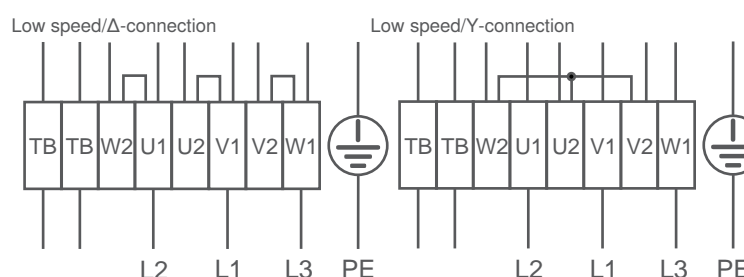 Low speed/Δ-connection
Low speed/Y-connection
TB TB W2 U1 U2 V1 V2 W1
TB TB W2 U1 U2 V1 V2 W1
L2 L1 L3 PE
L2 L1 L3 PE